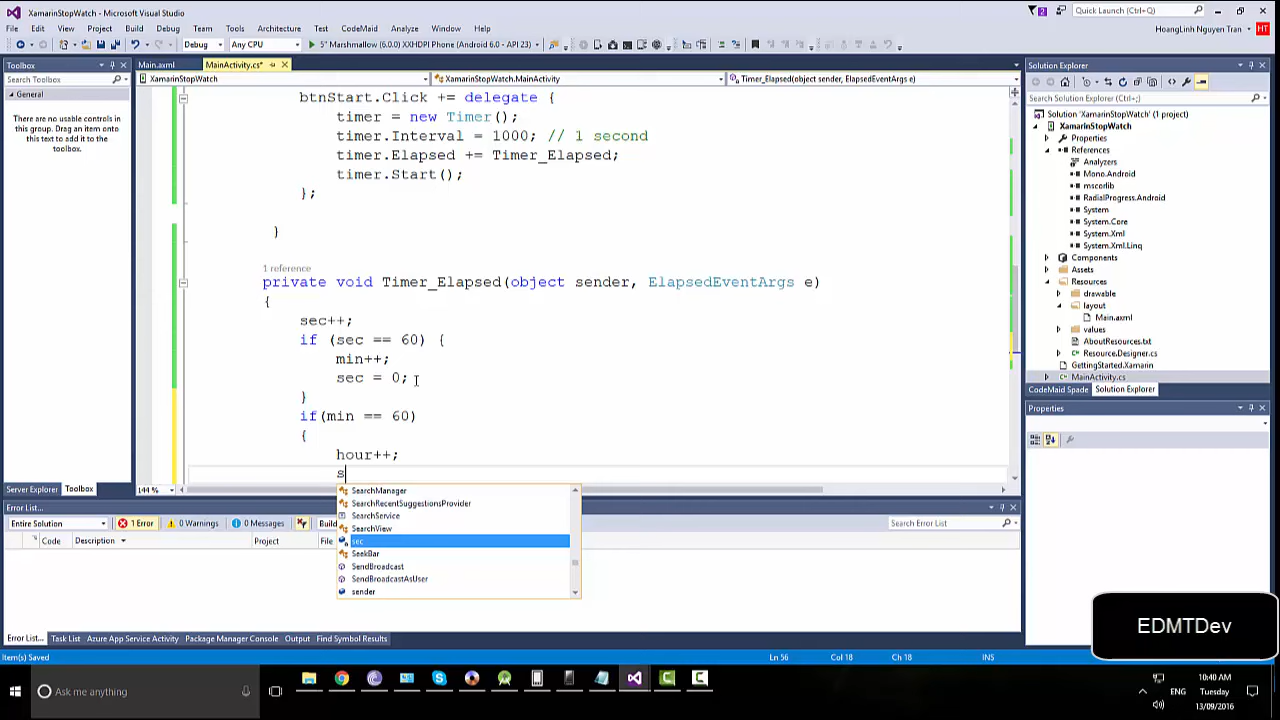 XamarinStopWatch - Microsoft Visual Studio
2
Quick Launch (Ctrl+Q)
File Edit View Project Build Debug Team Tools Architecture Test CodeMaid Analyze Window Help
HoangLinh Nguyen Tran HT
Debug Any CPU 5" Marshmallow (6.0.0) XXHDPI Phone (Android 6.0 - API 23)
Toolbox
Main.axml
MainActivity.cs*
Solution Explorer
Search Toolbox
XamarinStopWatch
XamarinStopWatch.MainActivity
Timer_Elapsed(object sender, ElapsedEventArgs e)
General
There are no usable controls in
this group. Drag an item onto
this text to add it to the
toolbox.
btnStart.Click += delegate {
timer = new Timer();
timer.Interval = 1000; // 1 second
timer.Elapsed += Timer_Elapsed;
timer.Start();
};
}
1 reference
private void Timer_Elapsed(object sender, ElapsedEventArgs e)
{
sec++;
if (sec == 60) {
min++;
sec = 0;
}
if(min == 60)
{
hour++;
s
SearchManager
SearchRecentSuggestionsProvider
SearchService
SearchView
sec
SeekBar
SendBroadcast
SendBroadcastAsUser
sender
144 %
Search Solution Explorer (Ctrl+;)
Solution 'XamarinStopWatch' (1 project)
XamarinStopWatch
Properties
References
Analyzers
Mono.Android
mscorlib
RadialProgress.Android
System
System.Core
System.Xml
System.Xml.Linq
Components
Assets
Resources
drawable
layout
Main.axml
values
AboutResources.txt
Resource.Designer.cs
GettingStarted.Xamarin
MainActivity.cs
CodeMaid Spade Solution Explorer
Properties
Server Explorer Toolbox
Error List...
Entire Solution 1 Error 0 Warnings 0 Messages Build
Search Error List
Code Description Project File
Error List... Task List Azure App Service Activity Package Manager Console Output Find Symbol Results
EDMTDev
Item(s) Saved
Ln 56 Col 18 Ch 18 INS
Ask me anything
ENG
10:40 AM
Tuesday
13/09/2016